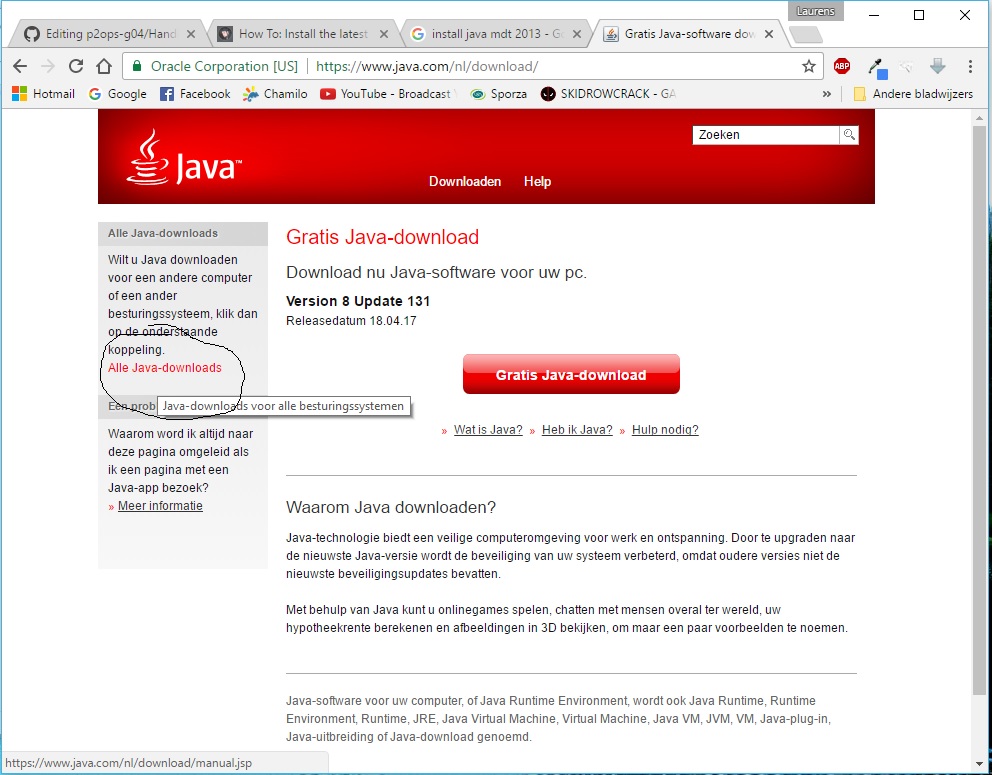 Laurens
Editing p2ops-g04/Hand
How To: Install the latest
install java mdt 2013 - Go
Gratis Java-software dow
Oracle Corporation [US]
https://www.java.com/nl/download/
ABP
Hotmail
Google
Facebook
Chamilo
YouTube - Broadcast
Sporza
SKIDROWCRACK - GA
»
Andere bladwijzers
Java™
Zoeken
Downloaden
Help
Alle Java-downloads
Wilt u Java downloaden
voor een andere computer
of een ander
besturingssysteem, klik dan
op de onderstaande
koppeling.
Alle Java-downloads
Een prob
Java-downloads voor alle besturingssystemen
Waarom word ik altijd naar
deze pagina omgeleid als
ik een pagina met een
Java-app bezoek?
» Meer informatie
Gratis Java-download
Download nu Java-software voor uw pc.
Version 8 Update 131
Releasedatum 18.04.17
Gratis Java-download
» Wat is Java? » Heb ik Java? » Hulp nodig?
Waarom Java downloaden?
Java-technologie biedt een veilige computeromgeving voor werk en ontspanning. Door te upgraden naar
de nieuwste Java-versie wordt de beveiliging van uw systeem verbeterd, omdat oudere versies niet de
nieuwste beveiligingsupdates bevatten.
Met behulp van Java kunt u onlinegames spelen, chatten met mensen overal ter wereld, uw
hypotheekrente berekenen en afbeeldingen in 3D bekijken, om maar een paar voorbeelden te noemen.
Java-software voor uw computer, of Java Runtime Environment, wordt ook Java Runtime, Runtime
Environment, Runtime, JRE, Java Virtual Machine, Virtual Machine, Java VM, JVM, VM, Java-plug-in,
Java-uitbreiding of Java-download genoemd.
https://www.java.com/nl/download/manual.jsp